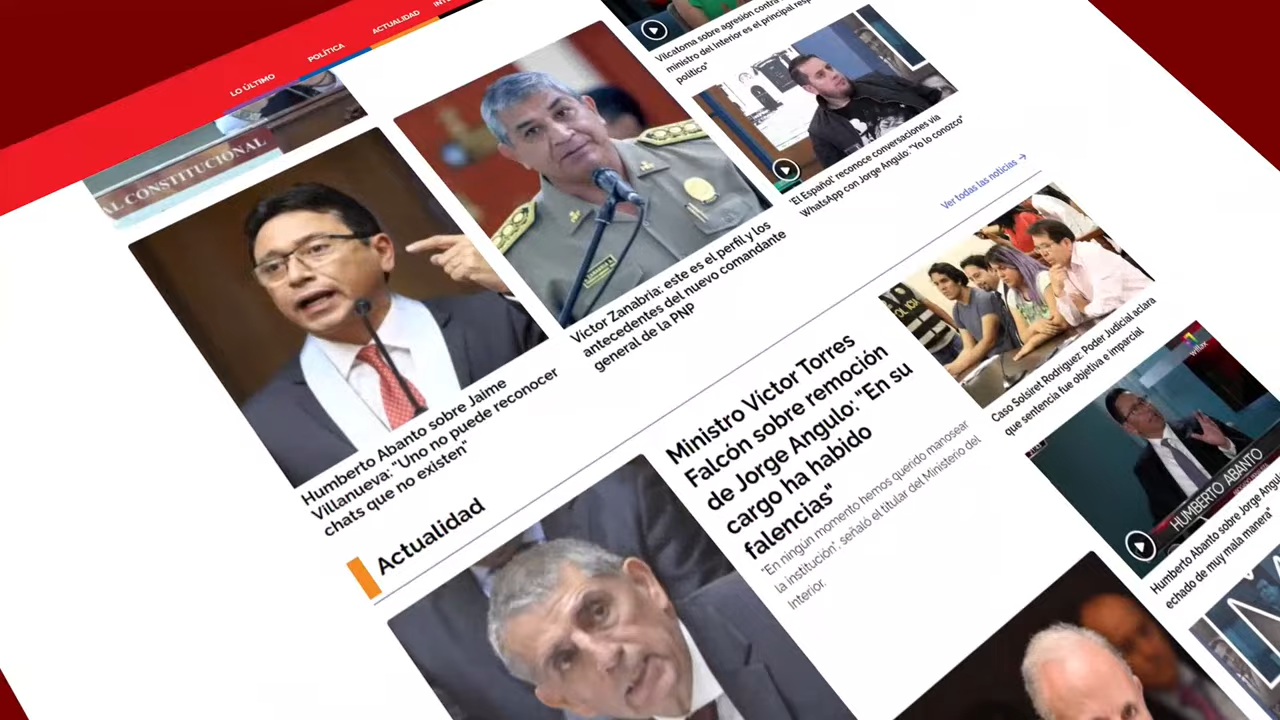 LO ÚLTIMO
POLÍTICA
ACTUALIDAD
AL CONSTITUCIONAL
Humberto Abanto sobre Jaime
Villanueva: "Uno no puede reconocer
chats que no existen"
Víctor Zanabria: este es el perfil y los
antecedentes del nuevo comandante
general de la PNP
Vilcatoma sobre agresión contra
ministro del interior es el principal
político"
'El Español' reconoce conversaciones vía
WhatsApp con Jorge Angulo: "Yo lo conozco"
Ver todas las noticias →
Actualidad
Ministro Víctor Torres
Falcón sobre remoción
de Jorge Angulo: "En su
cargo ha habido
falencias"
"En ningún momento hemos querido manosear
la institución", señaló el titular del Ministerio del
Interior.
POLICIA
Caso Solsiret Rodríguez: Poder Judicial aclara
que sentencia fue objetiva e imparcial
willax
HUMBERTO ABANTO
Humberto Abanto sobre Jorge Angul
echado de muy mala manera"